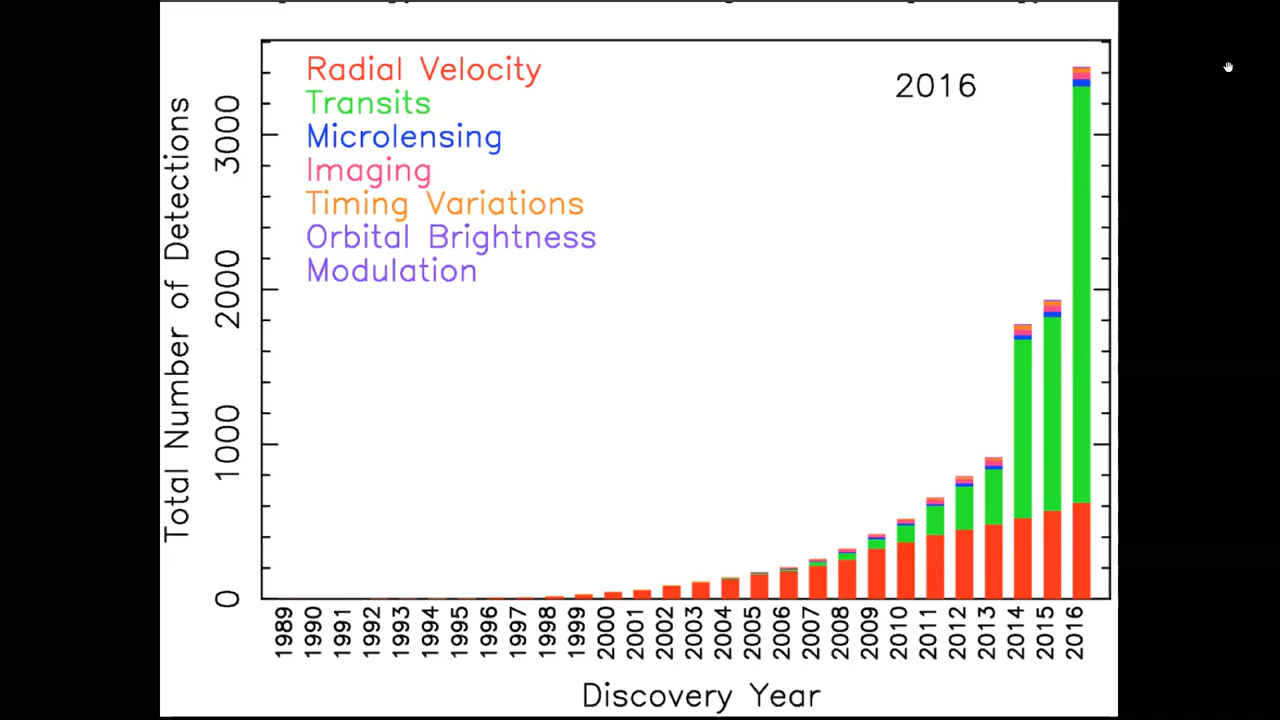 Radial Velocity
Transits
Microlensing
Imaging
Timing Variations
Orbital Brightness
Modulation
2016
Total Number of Detections
3000
2000
1000
0
1989 1990 1991 1992 1993 1994 1995 1996 1997 1998 1999 2000 2001 2002 2003 2004 2005 2006 2007 2008 2009 2010 2011 2012 2013 2014 2015 2016
Discovery Year